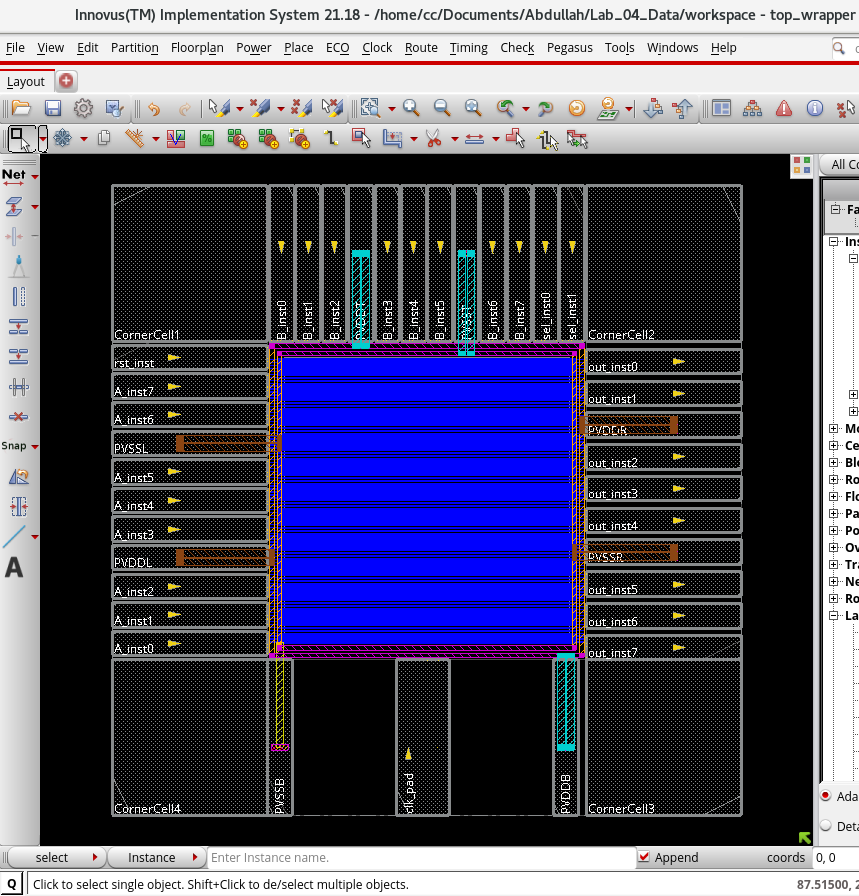 Innovus(TM) Implementation System 21.18 - /home/cc/Documents/Abdullah/Lab_04_Data/workspace - top_wrapper
File View Edit Partition Floorplan Power Place ECO Clock Route Timing Check Pegasus Tools Windows Help
Layout
Net
All Co
Fa
Ins
B_inst0
B_inst1
B_inst2
PVDDT
B_inst3
B_inst4
B_inst5
PVSST
B_inst6
B_inst7
sel_inst0
sel_inst1
CornerCell1
CornerCell2
rst_inst
out_inst0
A_inst7
out_inst1
Mo
A_inst6
PVDDR
Ce
Snap
PVSSL
Blo
out_inst2
Ro
A_inst5
out_inst3
Flo
A_inst4
Pa
out_inst4
Po
A_inst3
Ov
PVDDL
PVSSR
Tra
A_inst2
out_inst5
Ne
Ro
A_inst1
out_inst6
La
A_inst0
out_inst7
A
PVSSB
clk_pad
PVDDB
Ada
CornerCell4
CornerCell3
Deta
select Instance Enter Instance name. Append coords 0, 0
Q Click to select single object. Shift+Click to de/select multiple objects. 87.51500, 2